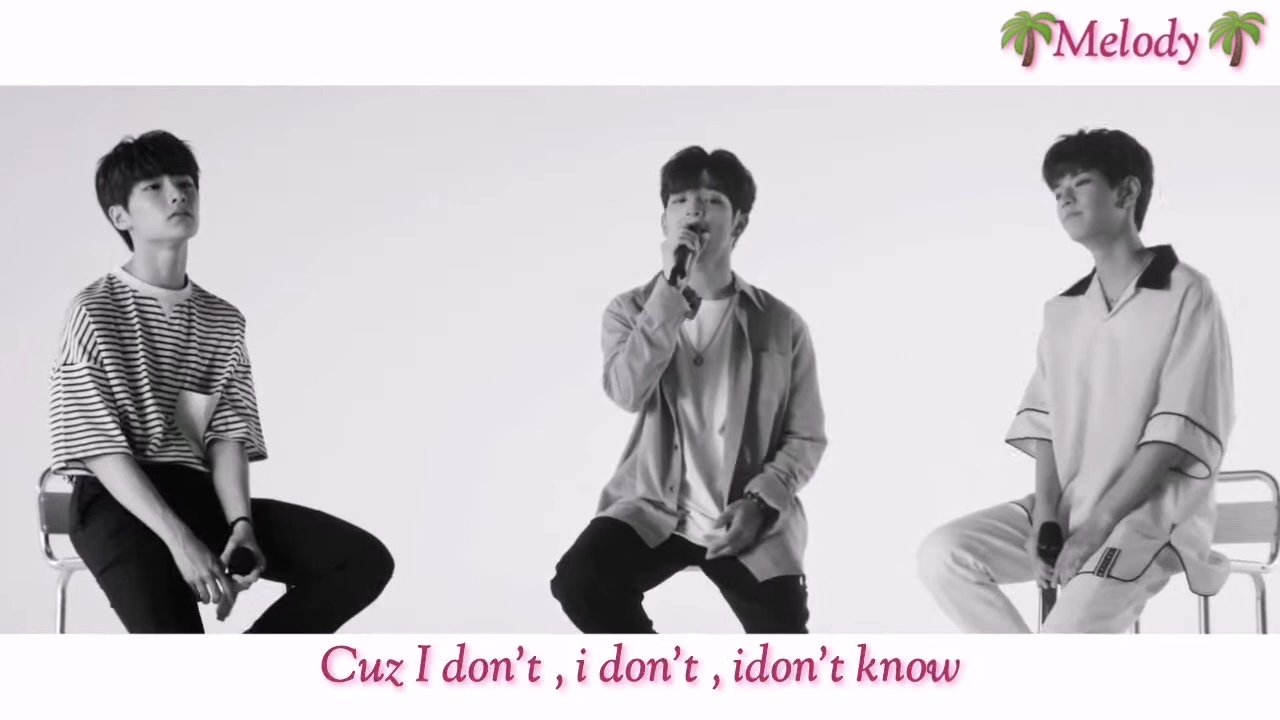 🌴Melody🌴
Cuz I don't , i don't , idon't know